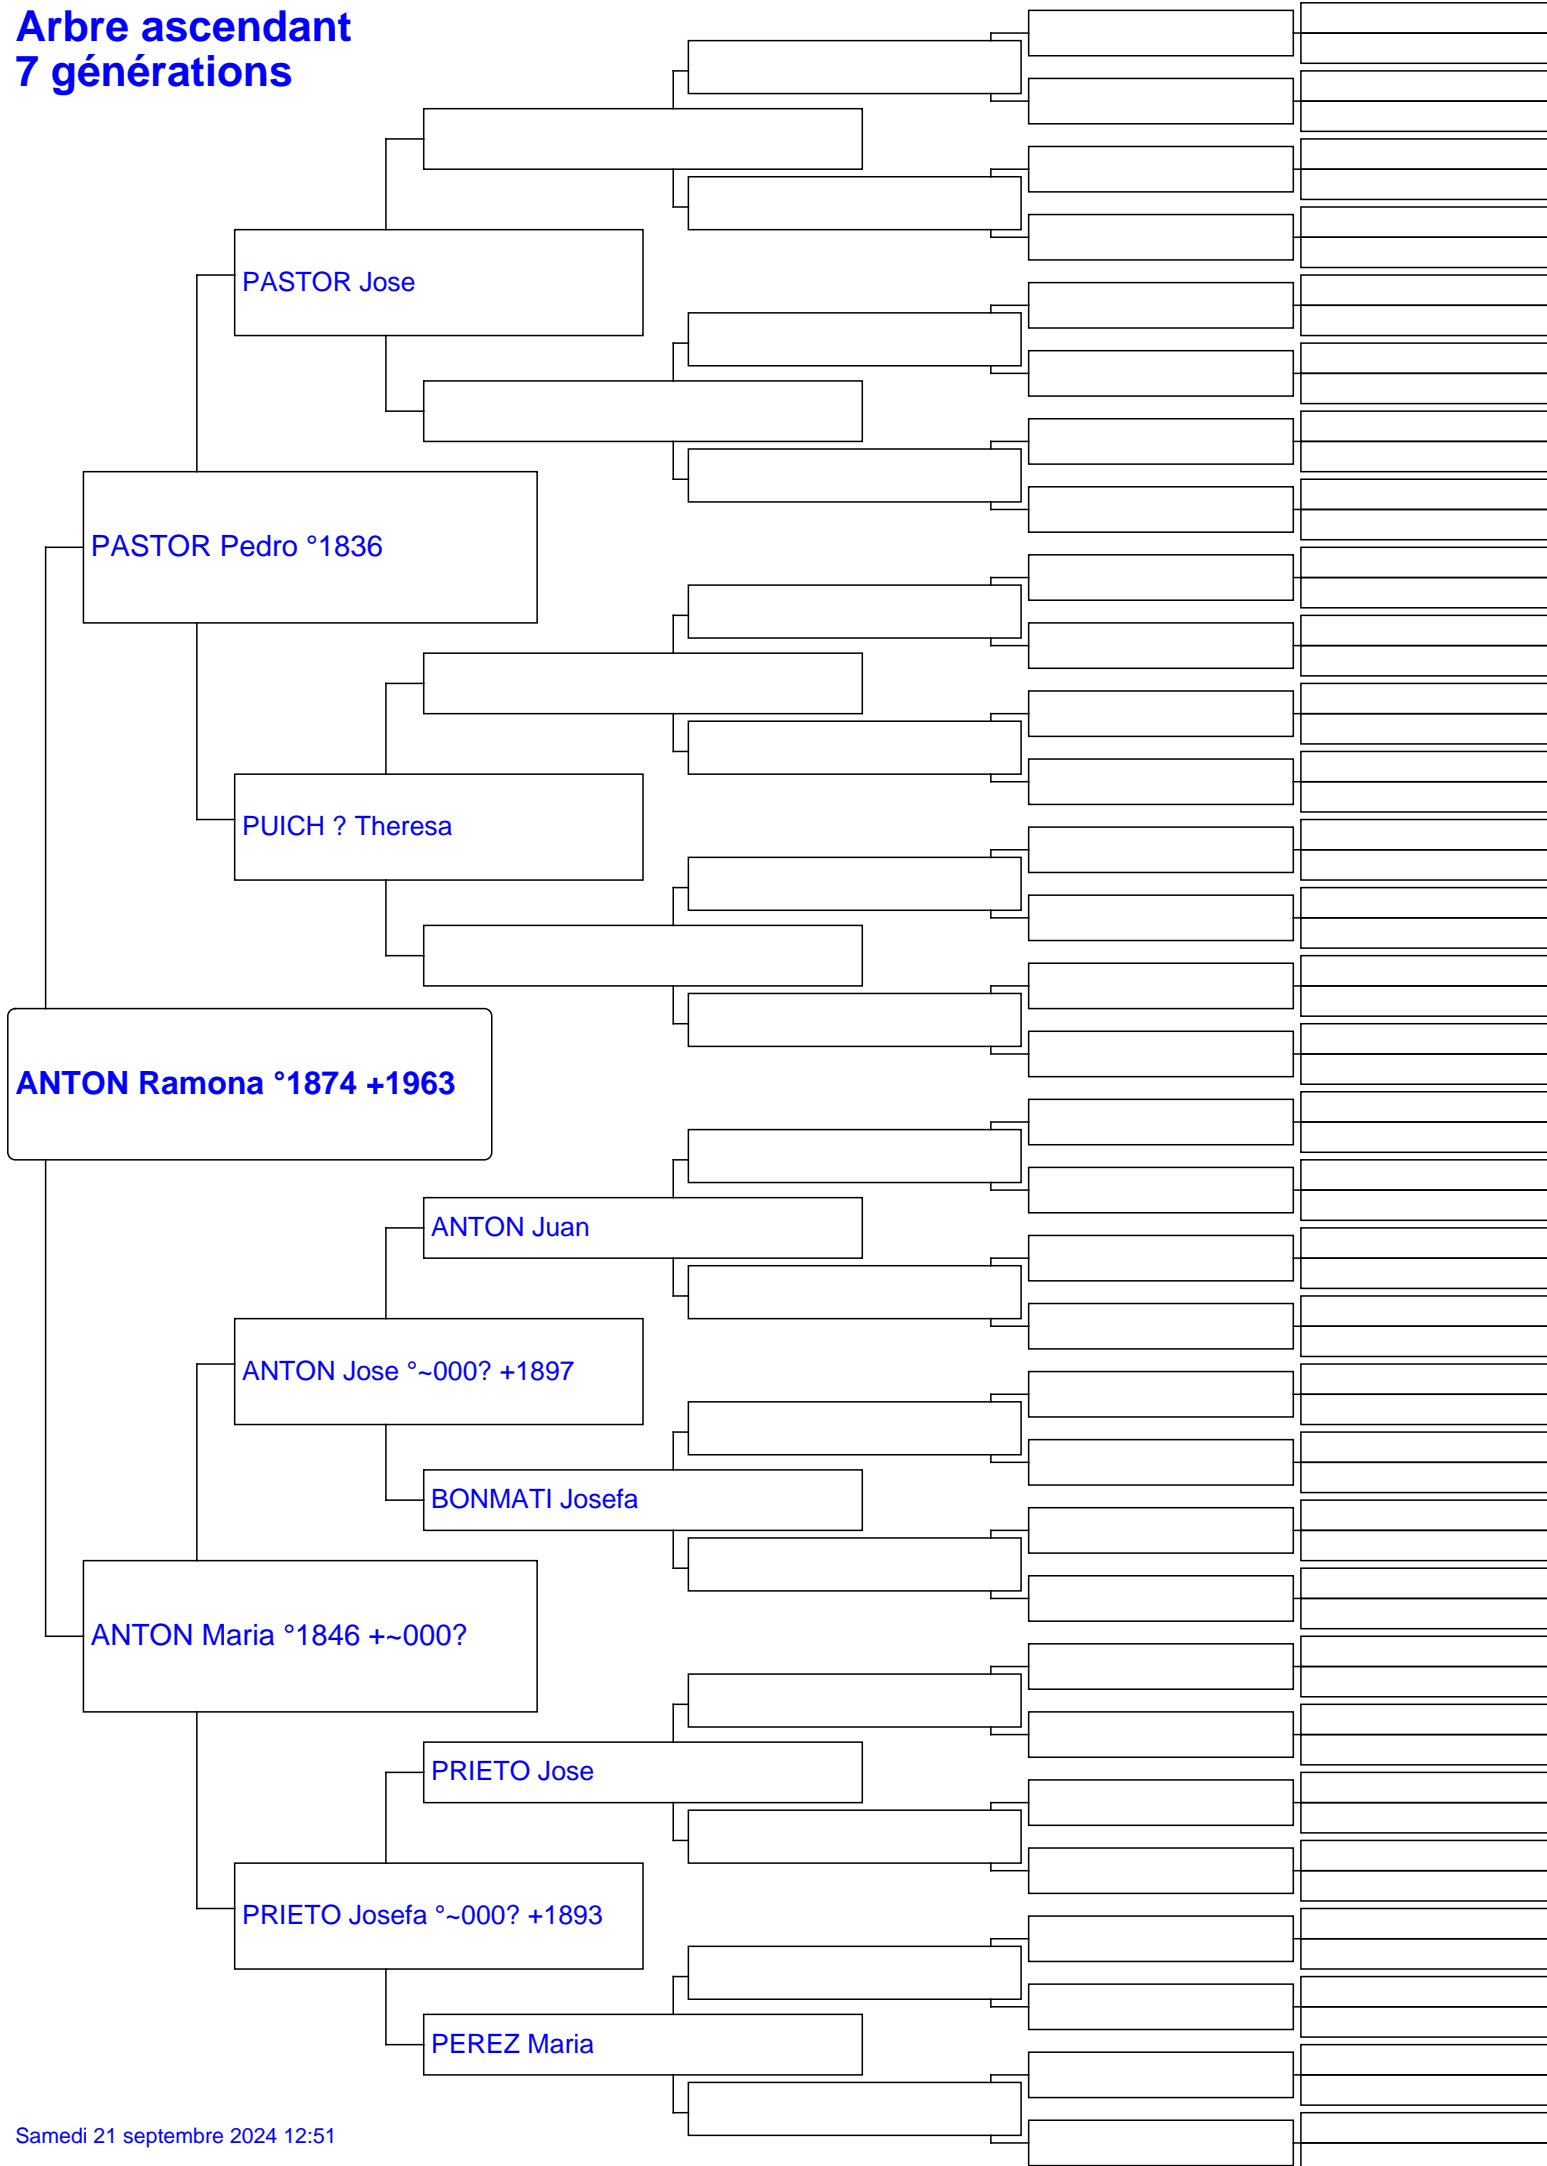 Arbre ascendant
7 générations
PASTOR Jose
PASTOR Pedro °1836
PUICH ? Theresa
ANTON Ramona °1874 +1963
ANTON Juan
ANTON Jose °~000? +1897
BONMATI Josefa
ANTON Maria °1846 +~000?
PRIETO Jose
PRIETO Josefa °~000? +1893
PEREZ Maria
Samedi 21 septembre 2024 12:51